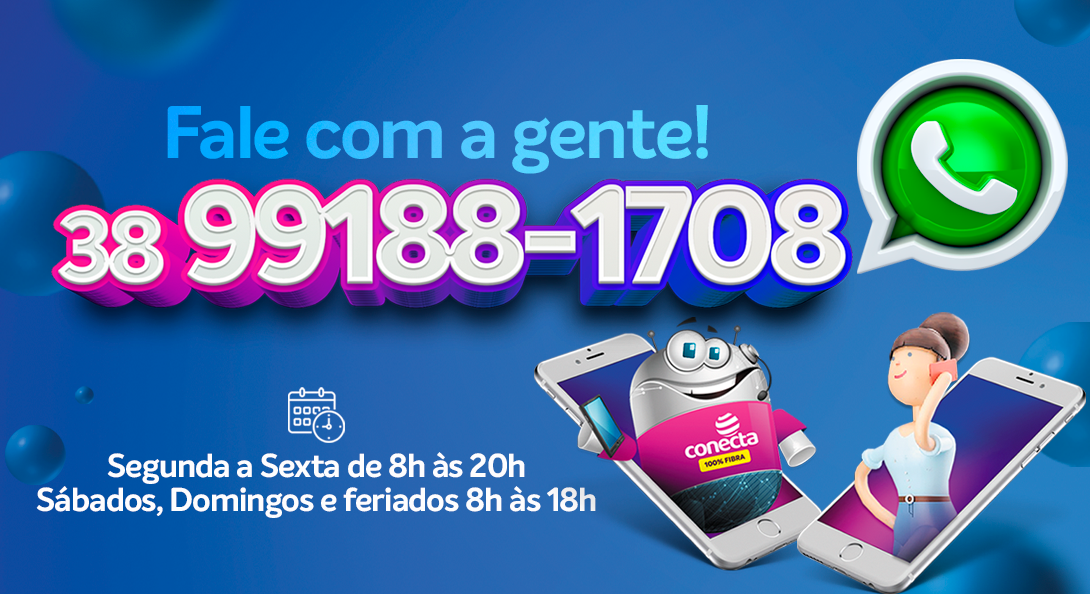 Fale com a gente!
38 99188-1708
conecta
100% FIBRA
Segunda a Sexta de 8h às 20h
Sábados, Domingos e feriados 8h às 18h